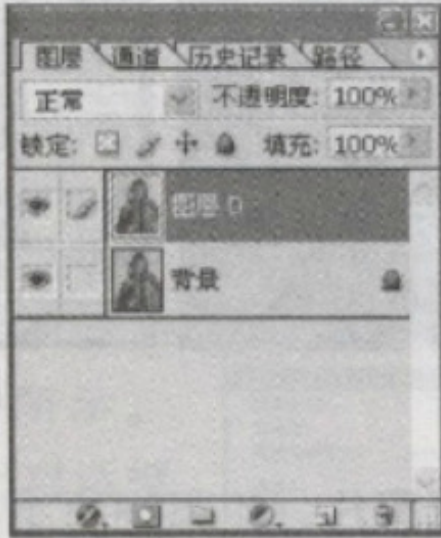 图层 通道 历史记录 路径
正常 不透明度: 100%
锁定: 填充: 100%
图层 0
背景